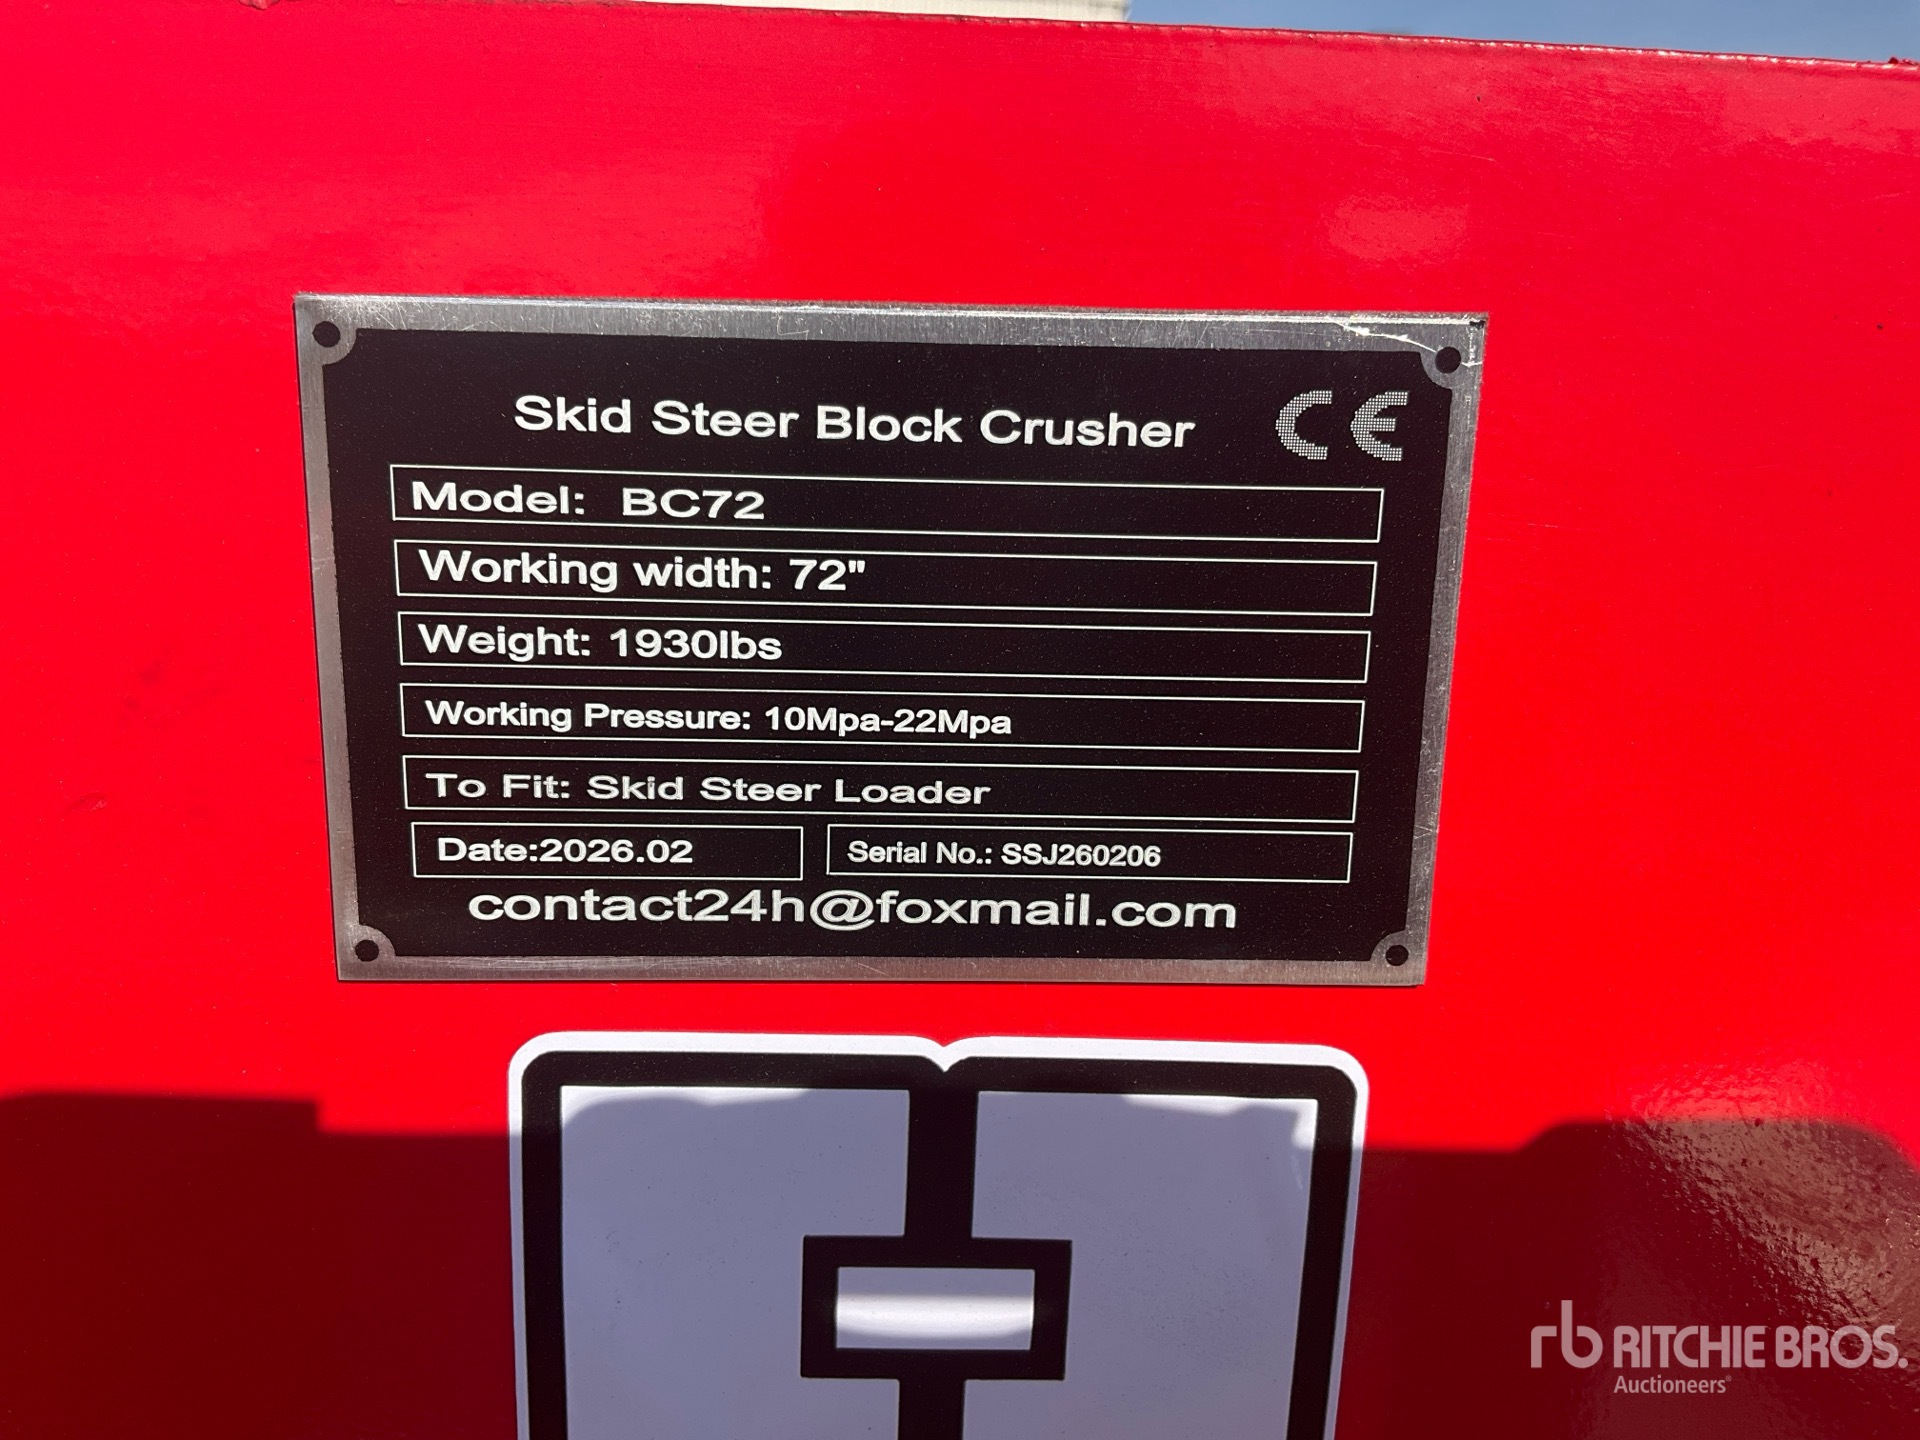 Skid Steer Block Crusher CE
Model: BC72
Working width: 72"
Weight: 1930lbs
Working Pressure: 10Mpa-22Mpa
To Fit: Skid Steer Loader
Date:2026.02 Serial No.: SSJ260206
contact24h@foxmail.com
rb RITCHIE BROS.
Auctioneers®